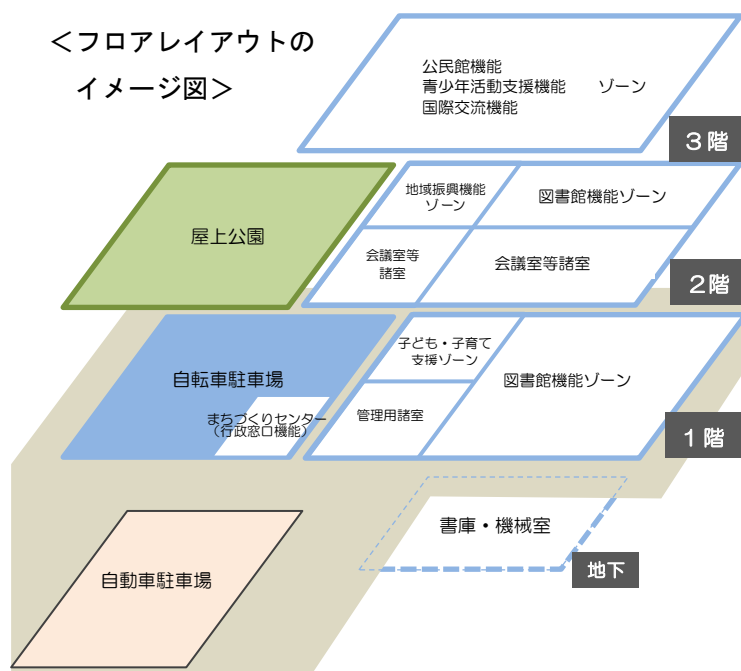 ＜フロアレイアウトの
イメージ図＞
公民館機能
青少年活動支援機能　ゾーン
国際交流機能
３階
屋上公園
地域振興機能
ゾーン
図書館機能ゾーン
会議室等
諸室
会議室等諸室
２階
自転車駐車場
まちづくりセンター
（行政窓口機能）
子ども・子育て
支援ゾーン
図書館機能ゾーン
管理用諸室
１階
書庫・機械室
地下
自動車駐車場